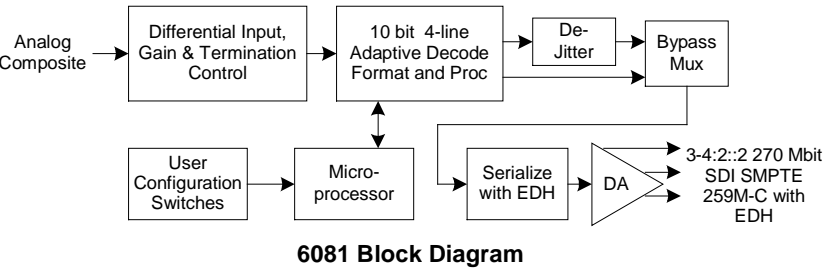 Analog
Composite
Differential Input,
Gain & Termination
Control
10 bit 4-line
Adaptive Decode
Format and Proc
De-
Jitter
Bypass
Mux
User
Configuration
Switches
Micro-
processor
Serialize
with EDH
DA
3-4:2::2 270 Mbit
SDI SMPTE
259M-C with
EDH
6081 Block Diagram